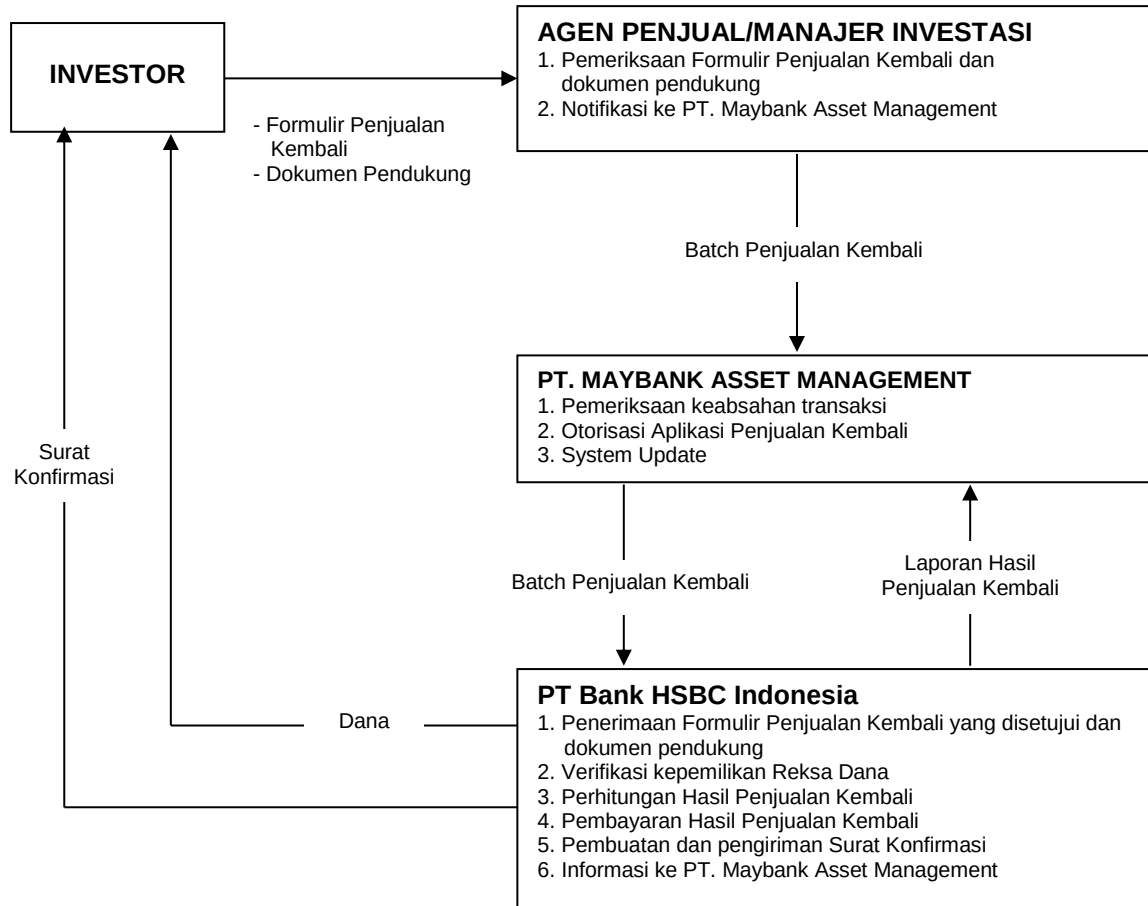 INVESTOR
AGEN PENJUAL/MANAJER INVESTASI
1. Pemeriksaan Formulir Penjualan Kembali dan
dokumen pendukung
2. Notifikasi ke PT. Maybank Asset Management
- Formulir Penjualan
Kembali
- Dokumen Pendukung
Batch Penjualan Kembali
PT. MAYBANK ASSET MANAGEMENT
1. Pemeriksaan keabsahan transaksi
2. Otorisasi Aplikasi Penjualan Kembali
3. System Update
Surat
Konfirmasi
Batch Penjualan Kembali
Laporan Hasil
Penjualan Kembali
Dana
PT Bank HSBC Indonesia
1. Penerimaan Formulir Penjualan Kembali yang disetujui dan
dokumen pendukung
2. Verifikasi kepemilikan Reksa Dana
3. Perhitungan Hasil Penjualan Kembali
4. Pembayaran Hasil Penjualan Kembali
5. Pembuatan dan pengiriman Surat Konfirmasi
6. Informasi ke PT. Maybank Asset Management